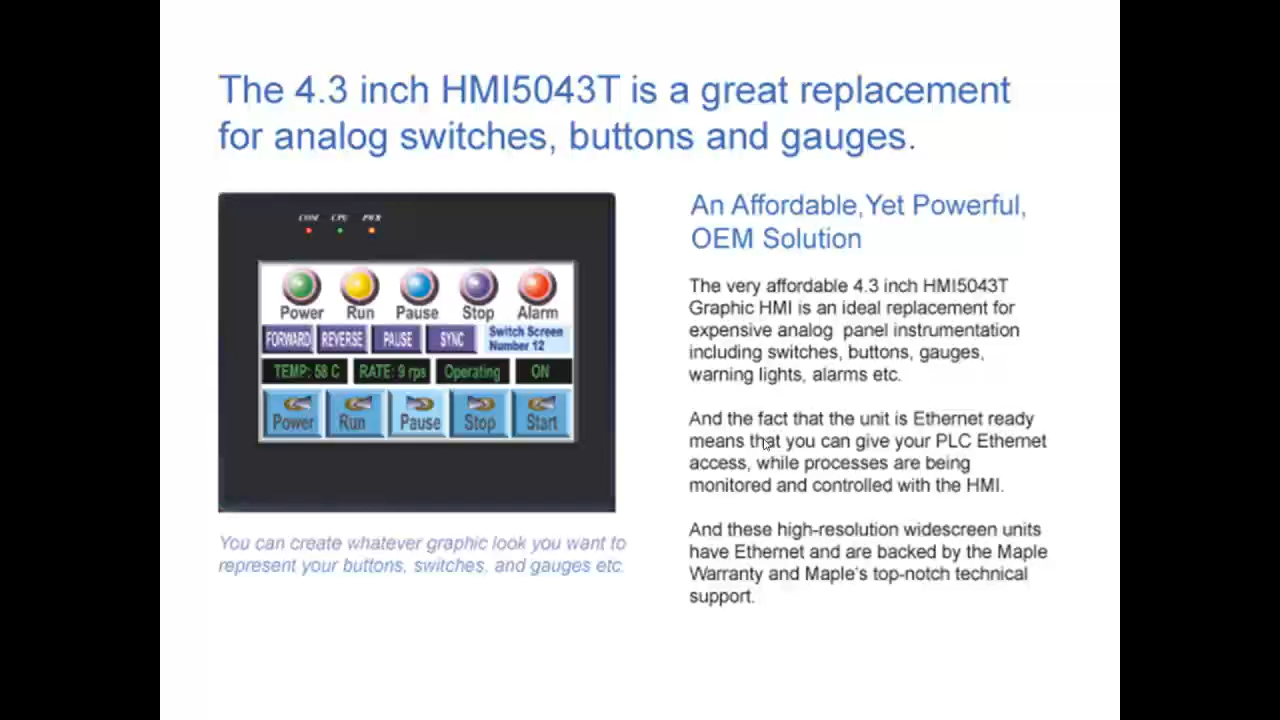 The 4.3 inch HMI5043T is a great replacement
for analog switches, buttons and gauges.
COM CPU PWR
Power Run Pause Stop Alarm
FORWARD REVERSE PAUSE SYNC Switch Screen
Number 12
TEMP: 58 C RATE: 9 rps Operating ON
Power Run Pause Stop Start
You can create whatever graphic look you want to
represent your buttons, switches, and gauges etc.
An Affordable, Yet Powerful,
OEM Solution
The very affordable 4.3 inch HMI5043T
Graphic HMI is an ideal replacement for
expensive analog panel instrumentation
including switches, buttons, gauges,
warning lights, alarms etc.
And the fact that the unit is Ethernet ready
means that you can give your PLC Ethernet
access, while processes are being
monitored and controlled with the HMI.
And these high-resolution widescreen units
have Ethernet and are backed by the Maple
Warranty and Maple's top-notch technical
support.